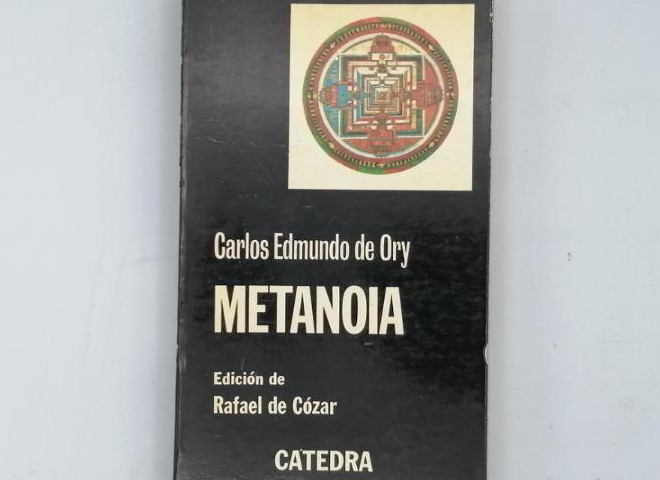 Carlos Edmundo de Ory
METANOIA
Edición de
Rafael de Cózar
CATEDRA